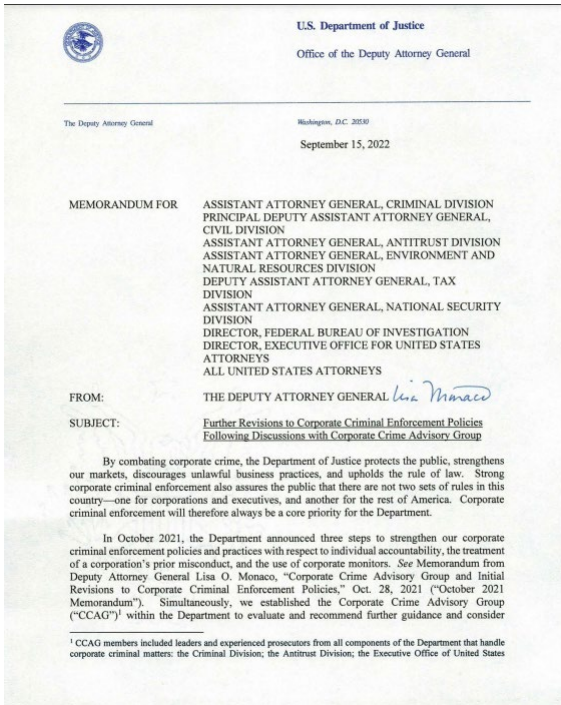 U.S. Department of Justice
Office of the Deputy Attorney General
The Deputy Attorney General
Washington, D.C. 20530
September 15, 2022
MEMORANDUM FOR
ASSISTANT ATTORNEY GENERAL, CRIMINAL DIVISION
PRINCIPAL DEPUTY ASSISTANT ATTORNEY GENERAL,
CIVIL DIVISION
ASSISTANT ATTORNEY GENERAL, ANTITRUST DIVISION
ASSISTANT ATTORNEY GENERAL, ENVIRONMENT AND
NATURAL RESOURCES DIVISION
DEPUTY ASSISTANT ATTORNEY GENERAL, TAX
DIVISION
ASSISTANT ATTORNEY GENERAL, NATIONAL SECURITY
DIVISION
DIRECTOR, FEDERAL BUREAU OF INVESTIGATION
DIRECTOR, EXECUTIVE OFFICE FOR UNITED STATES
ATTORNEYS
ALL UNITED STATES ATTORNEYS
FROM: THE DEPUTY ATTORNEY GENERAL Lisa Monaco
SUBJECT: Further Revisions to Corporate Criminal Enforcement Policies
Following Discussions with Corporate Crime Advisory Group
By combating corporate crime, the Department of Justice protects the public, strengthens
our markets, discourages unlawful business practices, and upholds the rule of law. Strong
corporate criminal enforcement also assures the public that there are not two sets of rules in this
country—one for corporations and executives, and another for the rest of America. Corporate
criminal enforcement will therefore always be a core priority for the Department.
In October 2021, the Department announced three steps to strengthen our corporate
criminal enforcement policies and practices with respect to individual accountability, the treatment
of a corporation's prior misconduct, and the use of corporate monitors. See Memorandum from
Deputy Attorney General Lisa O. Monaco, "Corporate Crime Advisory Group and Initial
Revisions to Corporate Criminal Enforcement Policies," Oct. 28, 2021 ("October 2021
Memorandum"). Simultaneously, we established the Corporate Crime Advisory Group
("CCAG")1 within the Department to evaluate and recommend further guidance and consider
1 CCAG members included leaders and experienced prosecutors from all components of the Department that handle
corporate criminal matters: the Criminal Division; the Antitrust Division; the Executive Office of United States